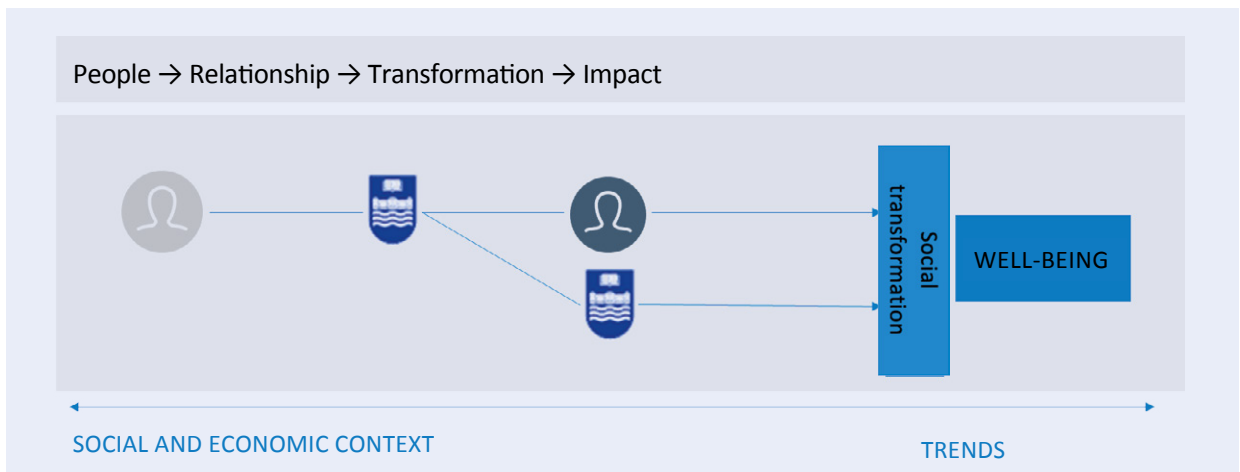 People → Relationship → Transformation → Impact
Social
transformation
WELL-BEING
SOCIAL AND ECONOMIC CONTEXT
TRENDS